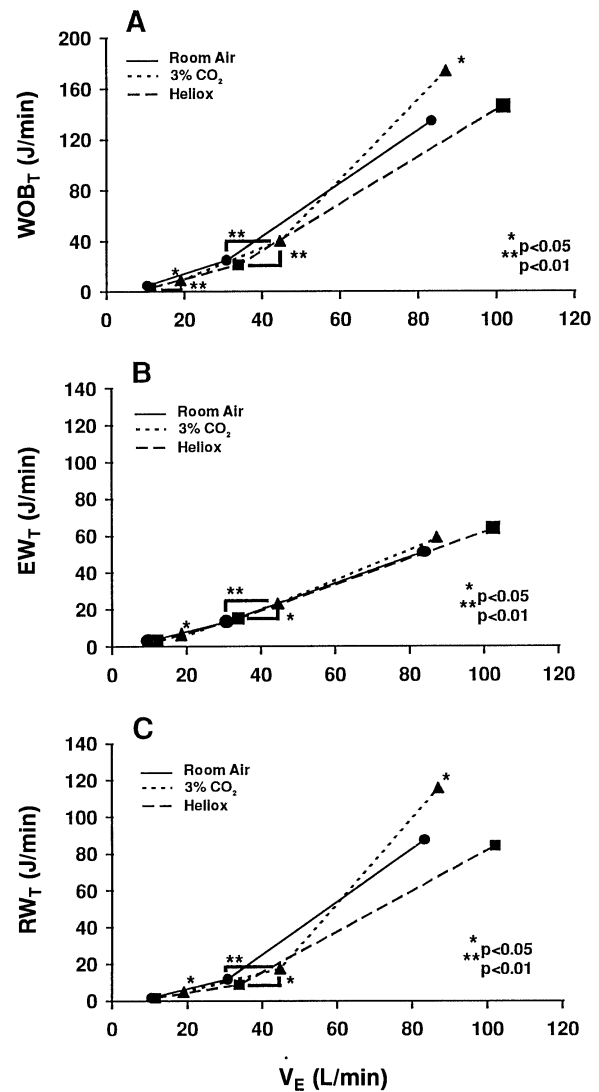 A
200
160
120
80
40
0
WOB_T (J/min)
Room Air
3% CO₂
Heliox
*
**
**
*
**
* p<0.05
** p<0.01
0 20 40 60 80 100 120
B
140
120
100
80
60
40
20
0
EW_T (J/min)
Room Air
3% CO₂
Heliox
**
*
*
* p<0.05
** p<0.01
0 20 40 60 80 100 120
C
140
120
100
80
60
40
20
0
RW_T (J/min)
Room Air
3% CO₂
Heliox
*
**
*
*
* p<0.05
** p<0.01
0 20 40 60 80 100 120
V̇_E (L/min)